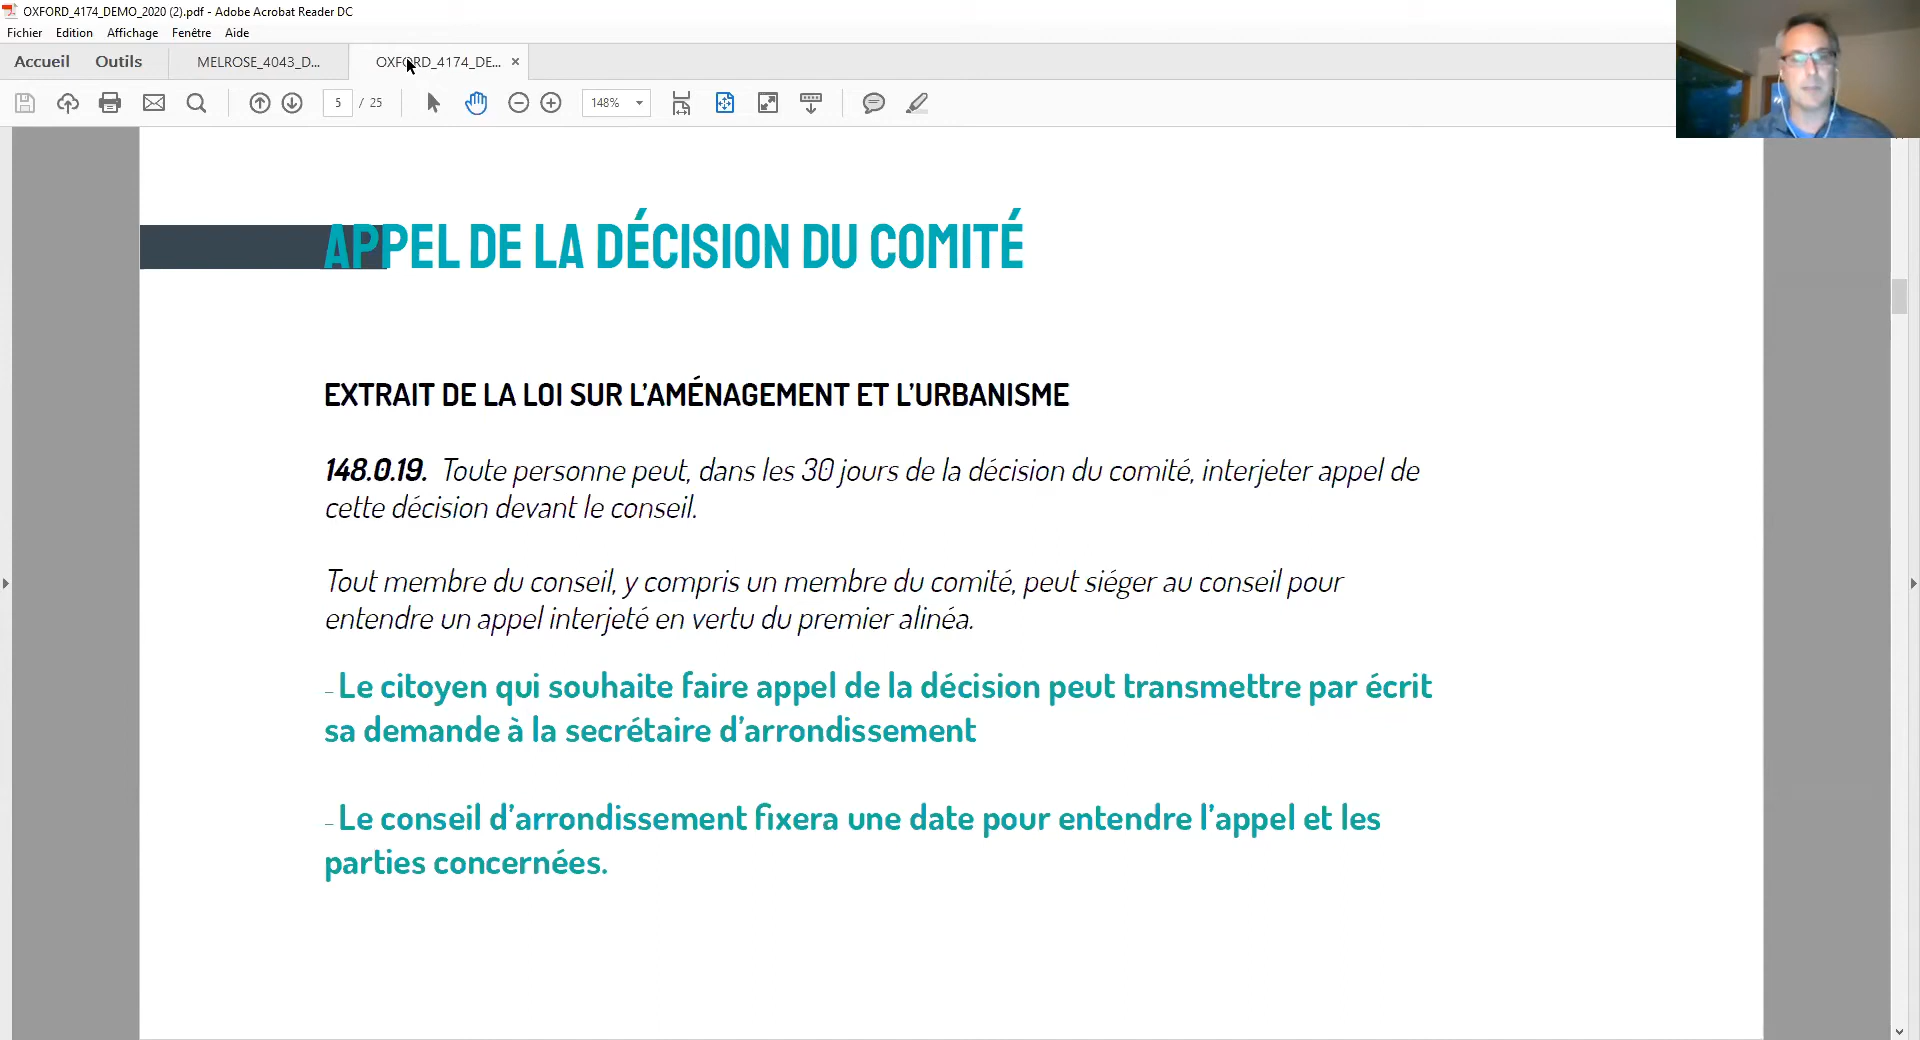 OXFORD_4174_DEMO_2020 (2).pdf - Adobe Acrobat Reader DC
Fichier Edition Affichage Fenêtre Aide
Accueil Outils MELROSE_4043_D... OXFORD_4174_DE... ×
5 / 25 148%
APPEL DE LA DÉCISION DU COMITÉ
EXTRAIT DE LA LOI SUR L'AMÉNAGEMENT ET L'URBANISME
148.0.19. Toute personne peut, dans les 30 jours de la décision du comité, interjeter appel de
cette décision devant le conseil.
Tout membre du conseil, y compris un membre du comité, peut siéger au conseil pour
entendre un appel interjeté en vertu du premier alinéa.
– Le citoyen qui souhaite faire appel de la décision peut transmettre par écrit
sa demande à la secrétaire d'arrondissement
– Le conseil d'arrondissement fixera une date pour entendre l'appel et les
parties concernées.